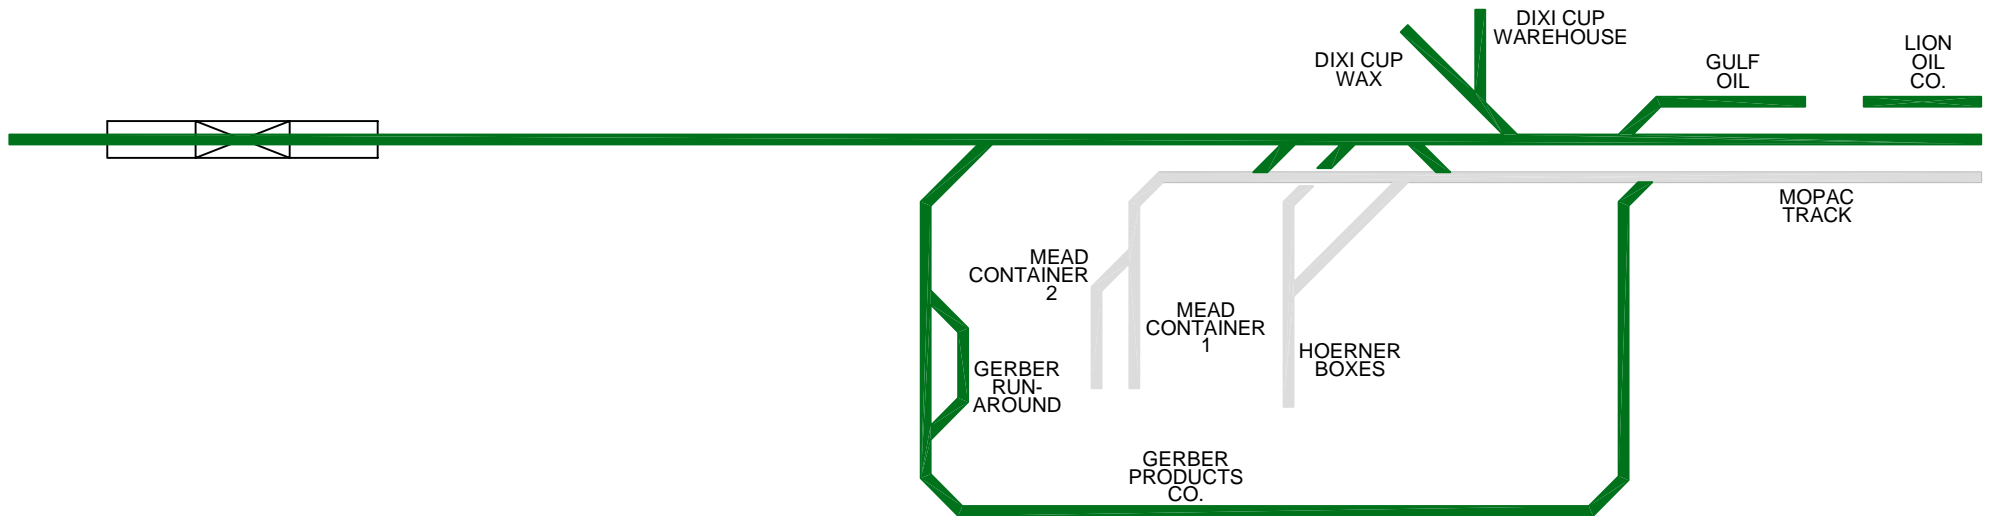 DIXI CUP
WAREHOUSE
DIXI CUP
WAX
GULF
OIL
LION
OIL
CO.
MOPAC
TRACK
MEAD
CONTAINER
2
MEAD
CONTAINER
1
HOERNER
BOXES
GERBER
RUN-
AROUND
GERBER
PRODUCTS
CO.